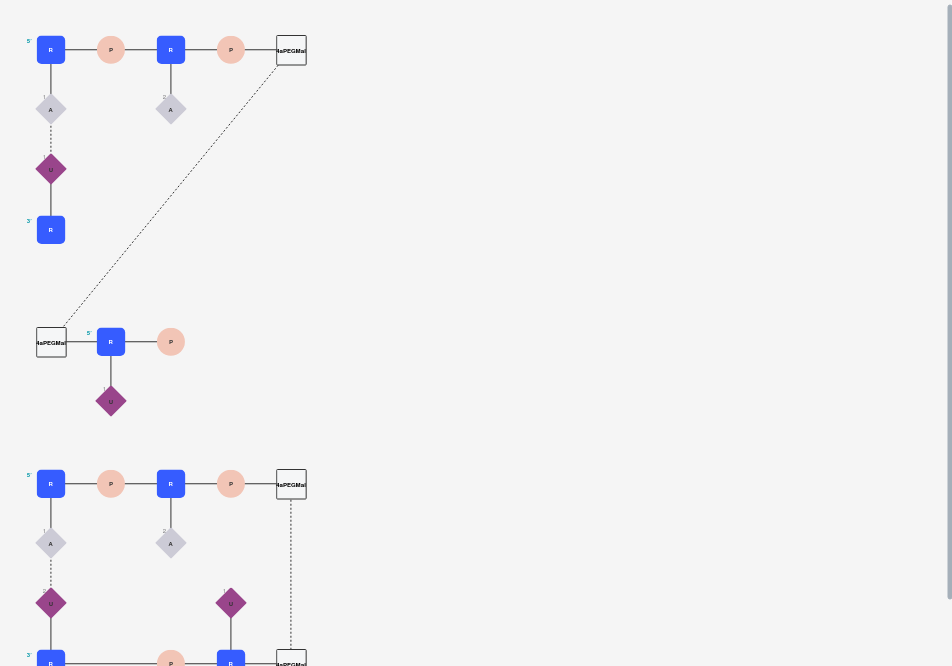 5'
R P R P 4aPEGMal
1 2
A A
U
3' R
5'
4aPEGMal R P
1
U
5'
R P R P 4aPEGMal
1 2
A A
2
U U
3'
R P R 4aPEGMal